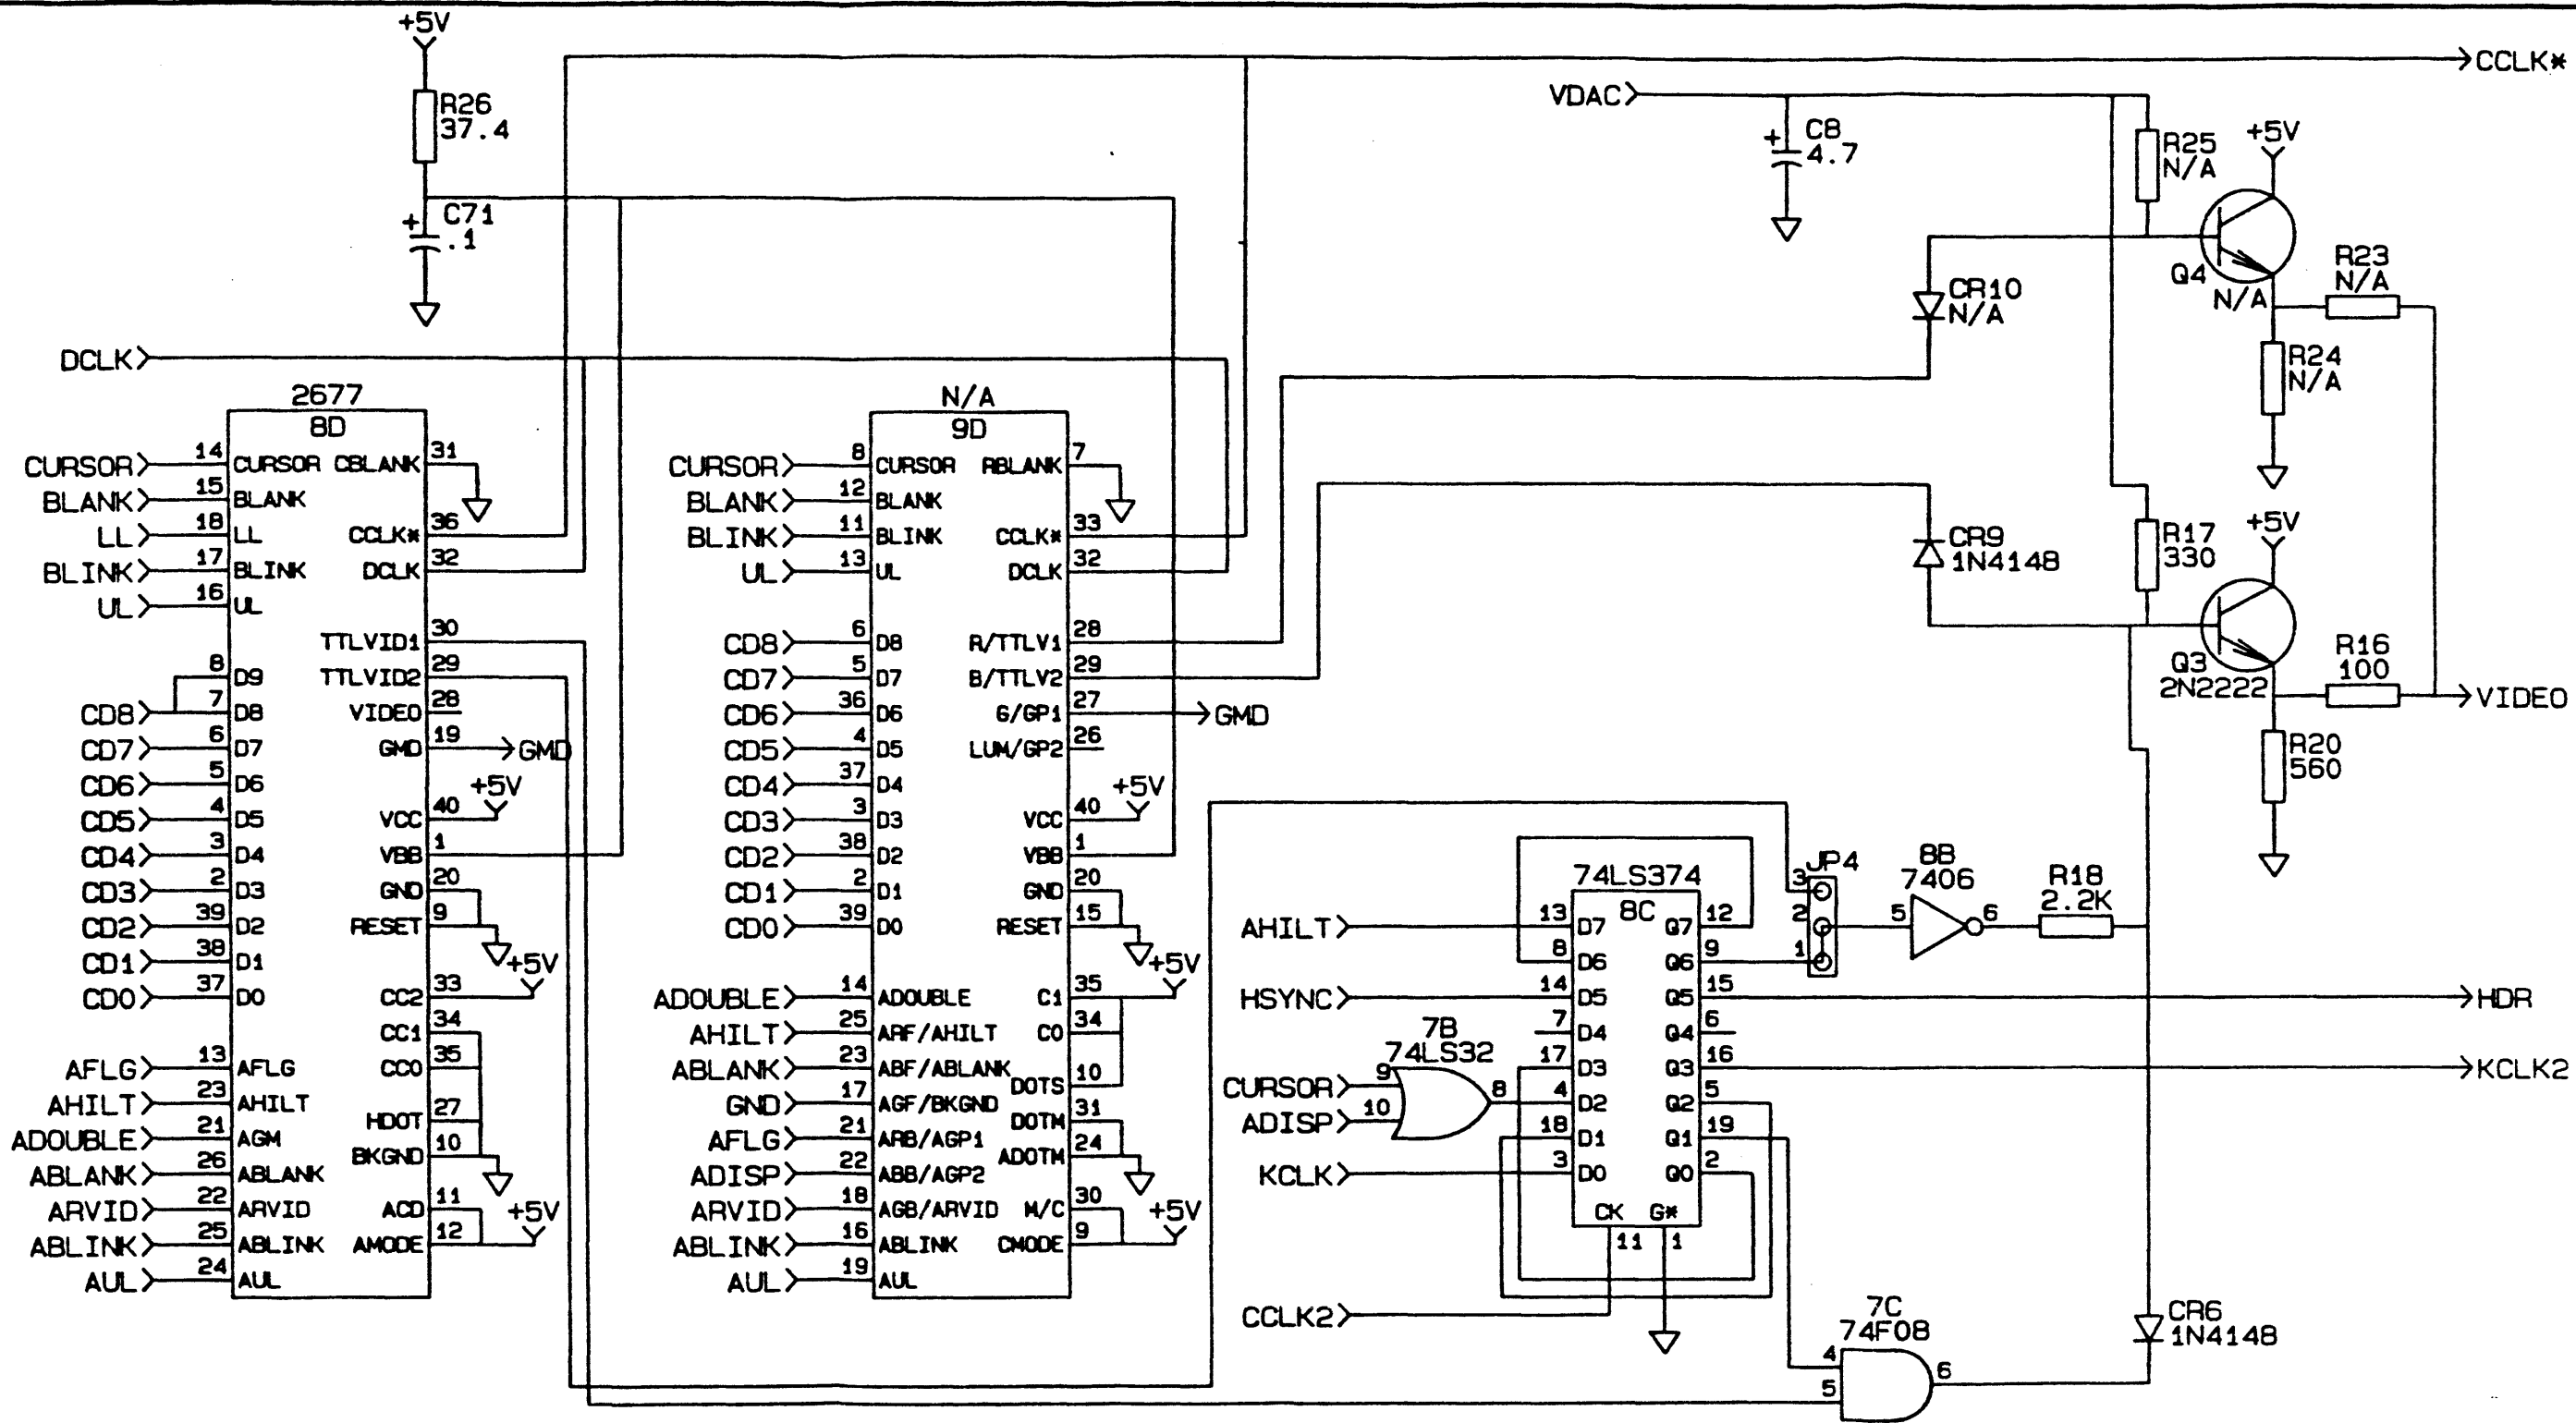 +5V
CCLK*
R26
37.4
VDAC>
C8
+ 4.7
R25
N/A
+5V
C71
+ .1
Q4
N/A
R23
N/A
CR10
N/A
R24
N/A
DCLK>
2677
8D
14 CURSOR CBLANK 31
CURSOR>
15 BLANK
BLANK>
18 LL CCLK* 36
LL>
17 BLINK DCLK 32
BLINK>
16 UL
UL>
TTLVID1 30
8 D9 TTLVID2 29
CD8>
7 D8 VIDEO 28
CD7>
6 D7 GMD 19
GMD
CD6>
5 D6
+5V
CD5>
4 D5 VCC 40
CD4>
3 D4 VBB 1
CD3>
2 D3 GND 20
CD2>
39 D2 RESET 9
CD1>
38 D1
+5V
CD0>
37 D0 CC2 33
CC1 34
AFLG>
13 AFLG CC0 35
AHILT>
23 AHILT HDOT 27
ADOUBLE>
21 AGM BKGND 10
ABLANK>
26 ABLANK
ARVID>
22 ARVID ACD 11
+5V
ABLINK>
25 ABLINK AMODE 12
AUL>
24 AUL
N/A
9D
CURSOR>
8 CURSOR RBLANK 7
BLANK>
12 BLANK
BLINK>
11 BLINK CCLK* 33
UL>
13 UL DCLK 32
CD8>
6 D8 R/TTLV1 28
CD7>
5 D7 B/TTLV2 29
CD6>
36 D6 G/GP1 27
GMD
CD5>
4 D5 LUM/GP2 26
CD4>
37 D4
+5V
CD3>
3 D3 VCC 40
CD2>
38 D2 VBB 1
CD1>
2 D1 GND 20
CD0>
39 D0 RESET 15
+5V
ADOUBLE>
14 ADOUBLE C1 35
AHILT>
25 ARF/AHILT C0 34
ABLANK>
23 ABF/ABLANK DOTS 10
GND>
17 AGF/BKGND DOTM 31
AFLG>
21 ARB/AGP1 ADOTM 24
ADISP>
22 ABB/AGP2
ARVID>
18 AGB/ARVID M/C 30
+5V
ABLINK>
16 ABLINK CMODE 9
AUL>
19 AUL
CR9
1N4148
R17
330
+5V
Q3
2N2222
R16
100
VIDEO
R20
560
74LS374
8C
AHILT>
13 D7 Q7 12
8 D6 Q6 9
HSYNC>
14 D5 Q5 15
HDR
7 D4 Q4 6
17 D3 Q3 16
KCLK2
7B
74LS32
CURSOR>
9
ADISP>
10
8
4 D2 Q2 5
18 D1 Q1 19
KCLK>
3 D0 Q0 2
CK G*
11 1
CCLK2>
JP4
3
2
1
8B
7406
5 6
R18
2.2K
7C
74F08
4
5
6
CR6
1N4148